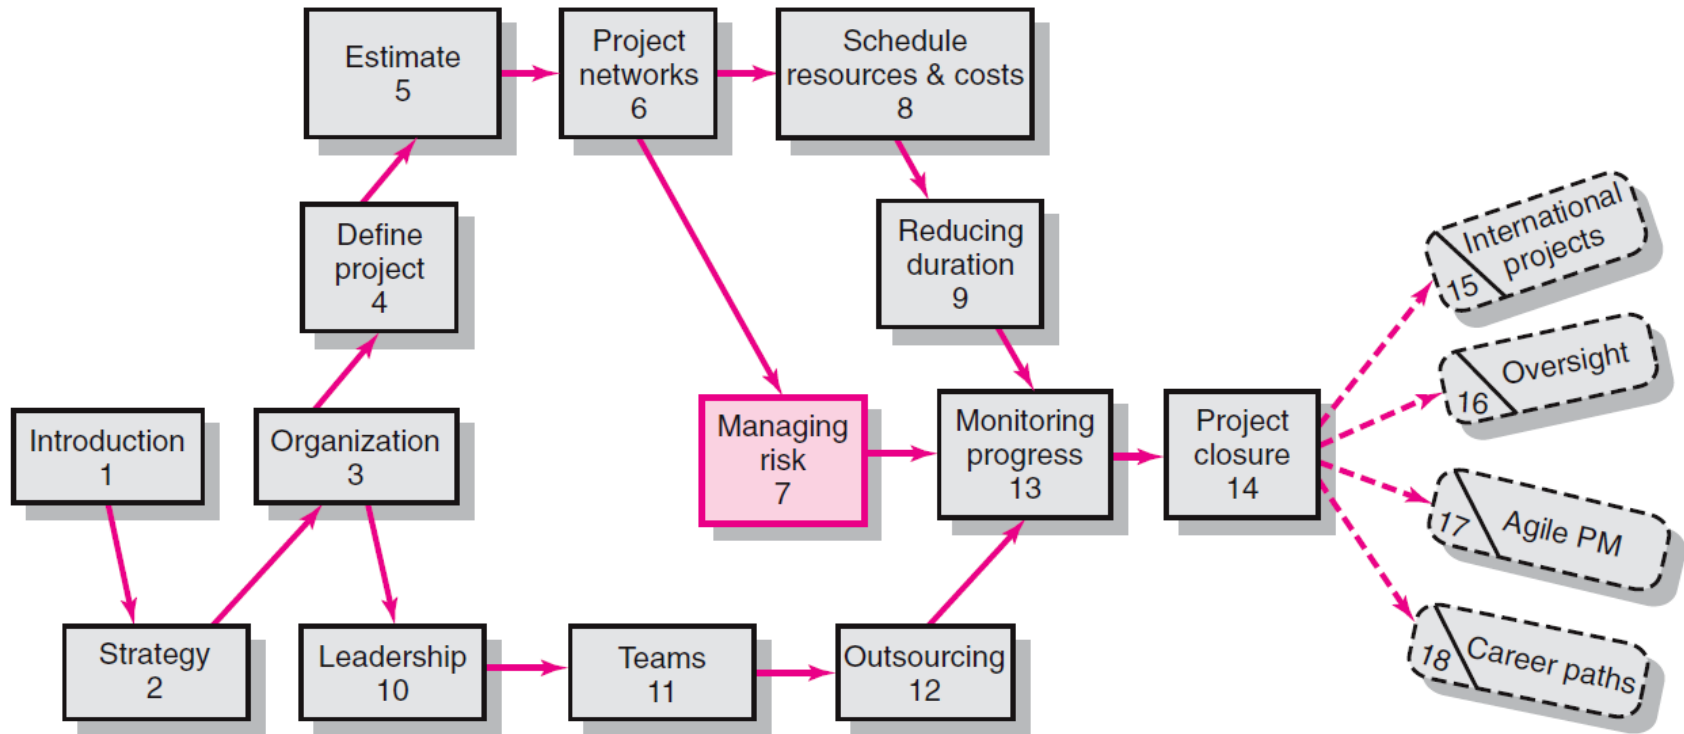 Estimate
5
Project
networks
6
Schedule
resources & costs
8
Define
project
4
Reducing
duration
9
International
projects
15
Oversight
16
Introduction
1
Organization
3
Managing
risk
7
Monitoring
progress
13
Project
closure
14
Agile PM
17
Strategy
2
Leadership
10
Teams
11
Outsourcing
12
Career paths
18